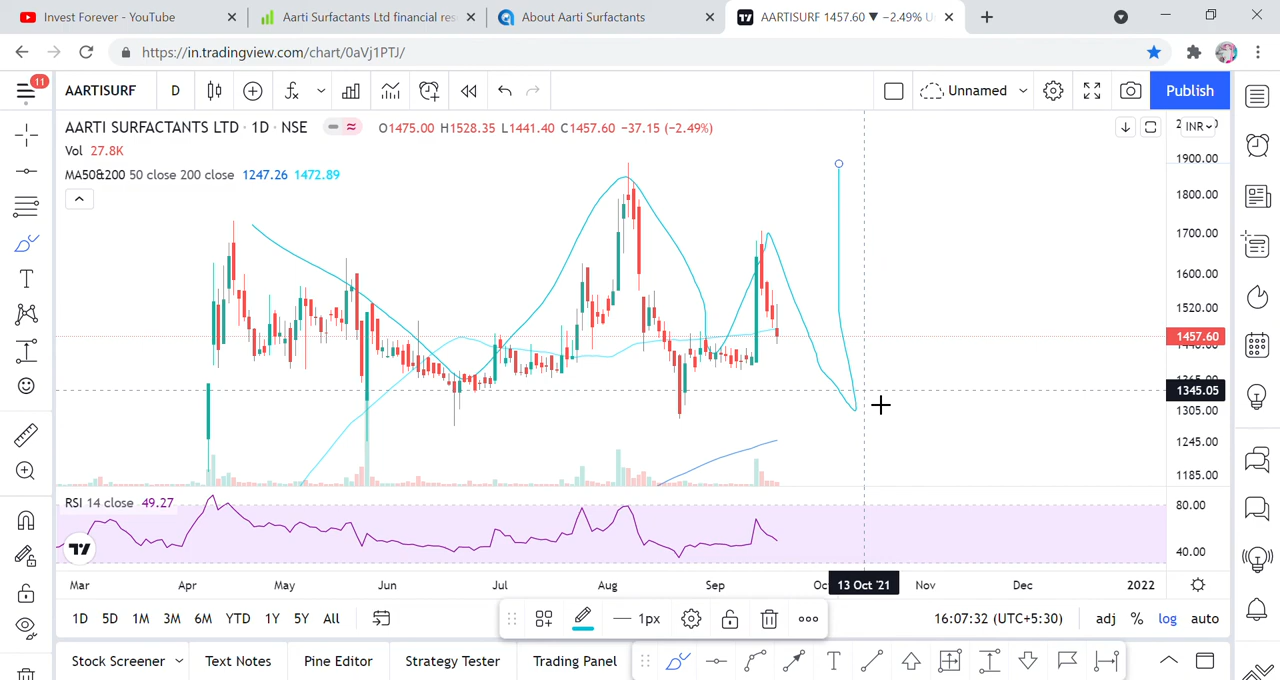 Invest Forever - YouTube
Aarti Surfactants Ltd financial res
About Aarti Surfactants
AARTISURF 1457.60 ▼ −2.49% U
https://in.tradingview.com/chart/0aVj1PTJ/
11
AARTISURF
D
Unnamed
Publish
AARTI SURFACTANTS LTD · 1D · NSE
O1475.00 H1528.35 L1441.40 C1457.60 −37.15 (−2.49%)
INR
Vol 27.8K
MA50&200 50 close 200 close 1247.26 1472.89
1900.00
1800.00
1700.00
1600.00
1520.00
1457.60
1345.05
1305.00
1245.00
1185.00
RSI 14 close 49.27
80.00
40.00
Mar Apr May Jun Jul Aug Sep 13 Oct '21 Nov Dec 2022
1D 5D 1M 3M 6M YTD 1Y 5Y All
1px
16:07:32 (UTC+5:30)
adj % log auto
Stock Screener
Text Notes
Pine Editor
Strategy Tester
Trading Panel